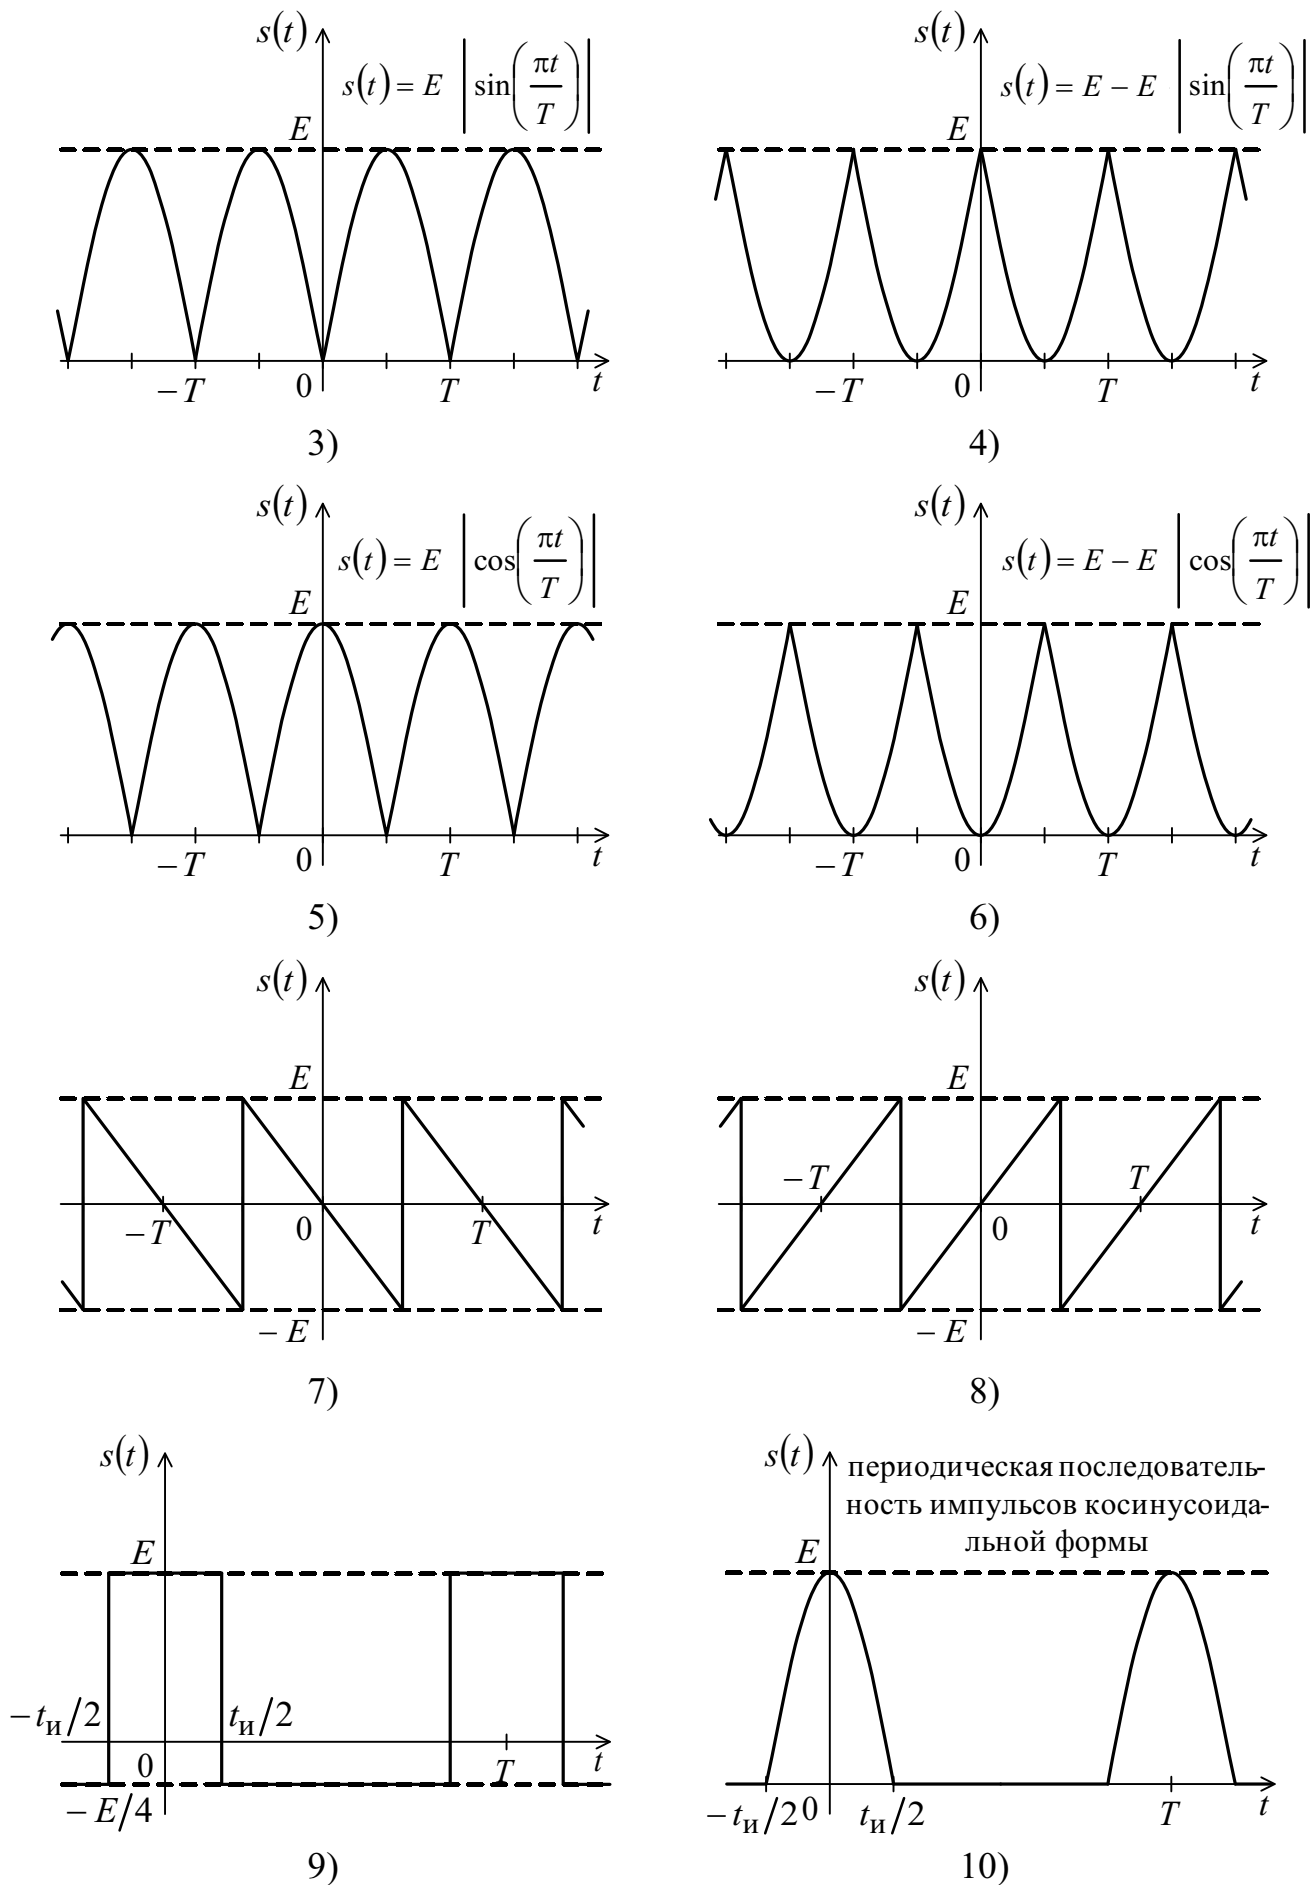 s(t)
s(t) = E |sin(πt/T)|
E
−T 0 T t
3)
s(t)
s(t) = E − E |sin(πt/T)|
E
−T 0 T t
4)
s(t)
s(t) = E |cos(πt/T)|
E
−T 0 T t
5)
s(t)
s(t) = E − E |cos(πt/T)|
E
−T 0 T t
6)
s(t)
E
−T 0 T t
−E
7)
s(t)
E
−T T
0 t
−E
8)
s(t)
E
−tи/2 tи/2
0 T t
−E/4
9)
s(t)
периодическая последователь-
ность импульсов косинусоида-
льной формы
E
−tи/2 0 tи/2 T t
10)